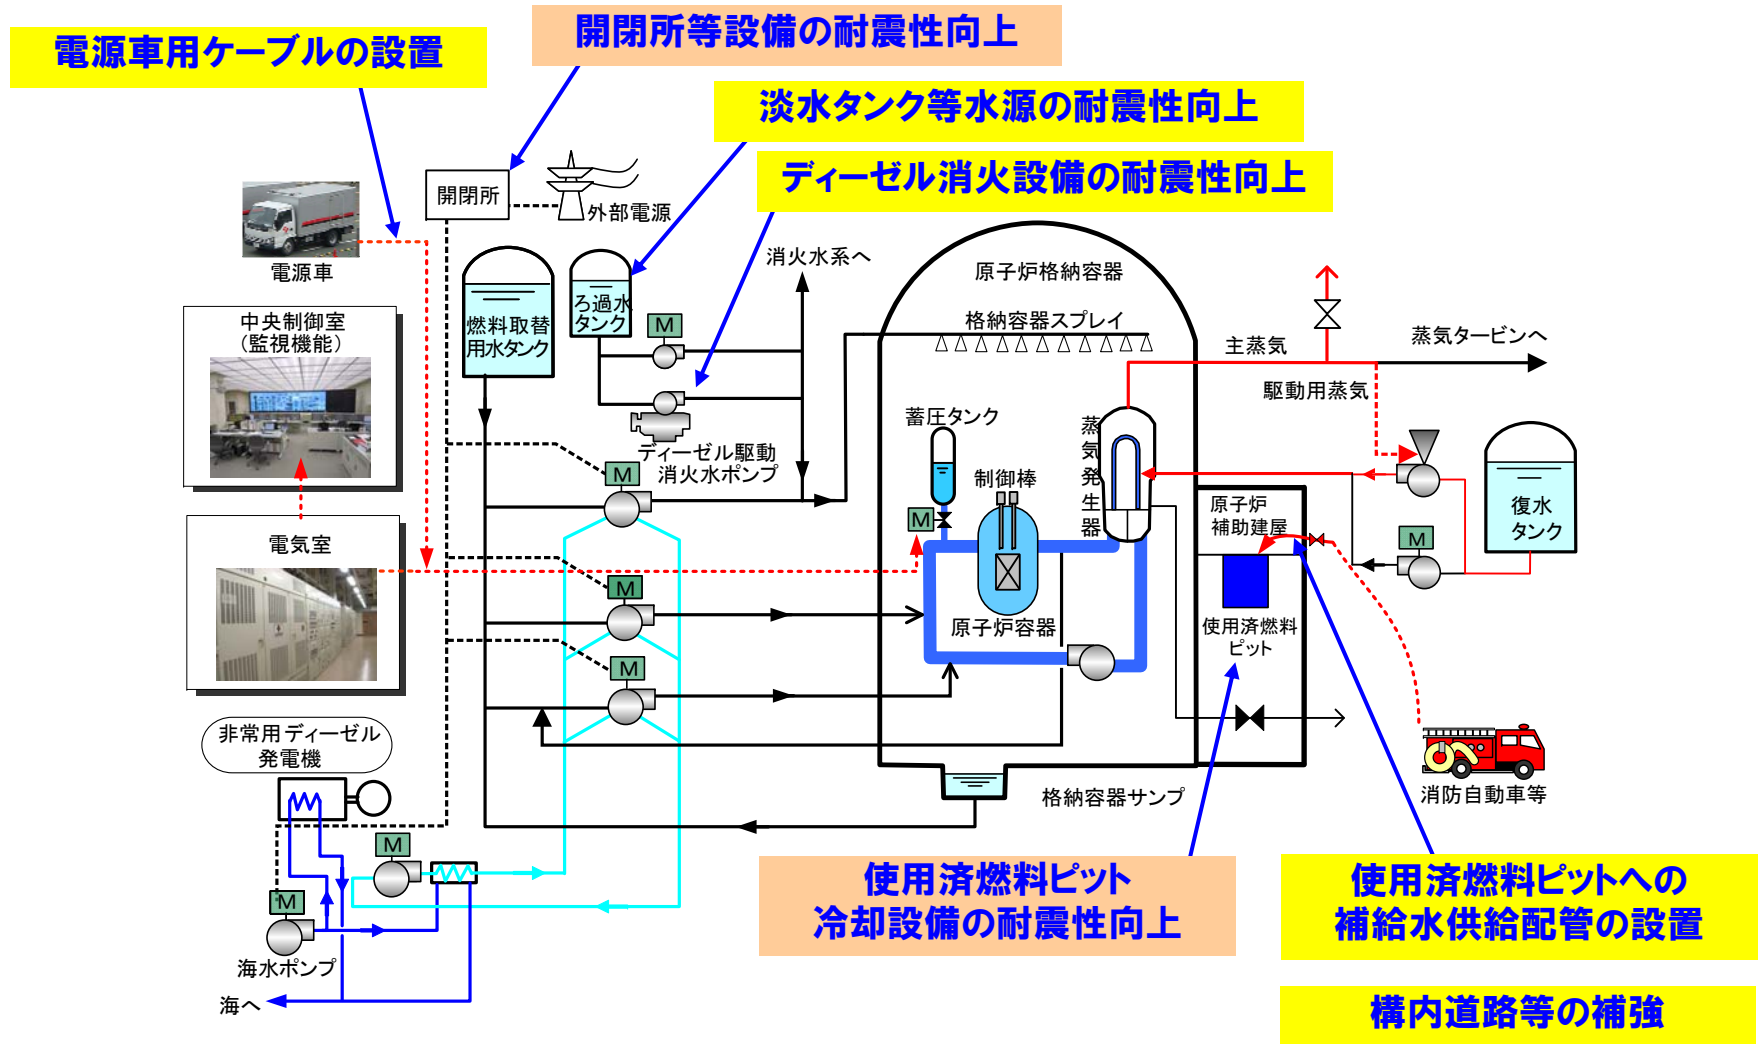 開閉所等設備の耐震性向上
電源車用ケーブルの設置
淡水タンク等水源の耐震性向上
ディーゼル消火設備の耐震性向上
開閉所
外部電源
電源車
消火水系へ
原子炉格納容器
中央制御室
（監視機能）
燃料取替
用水タンク
ろ過水
タンク
M
格納容器スプレイ
主蒸気
蒸気タービンへ
駆動用蒸気
蓄圧タンク
蒸気発生器
ディーゼル駆動
消火水ポンプ
M
制御棒
M
原子炉
補助建屋
復水
タンク
M
電気室
M
原子炉容器
使用済燃料
ピット
M
非常用ディーゼル
発電機
消防自動車等
格納容器サンプ
M
M
海水ポンプ
海へ
使用済燃料ピット
冷却設備の耐震性向上
使用済燃料ピットへの
補給水供給配管の設置
構内道路等の補強